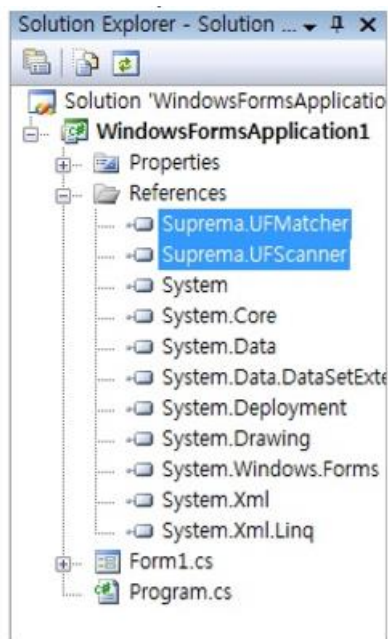 Solution Explorer - Solution ...
Solution 'WindowsFormsApplicatio
WindowsFormsApplication1
Properties
References
Suprema.UFMatcher
Suprema.UFScanner
System
System.Core
System.Data
System.Data.DataSetExte
System.Deployment
System.Drawing
System.Windows.Forms
System.Xml
System.Xml.Linq
Form1.cs
Program.cs